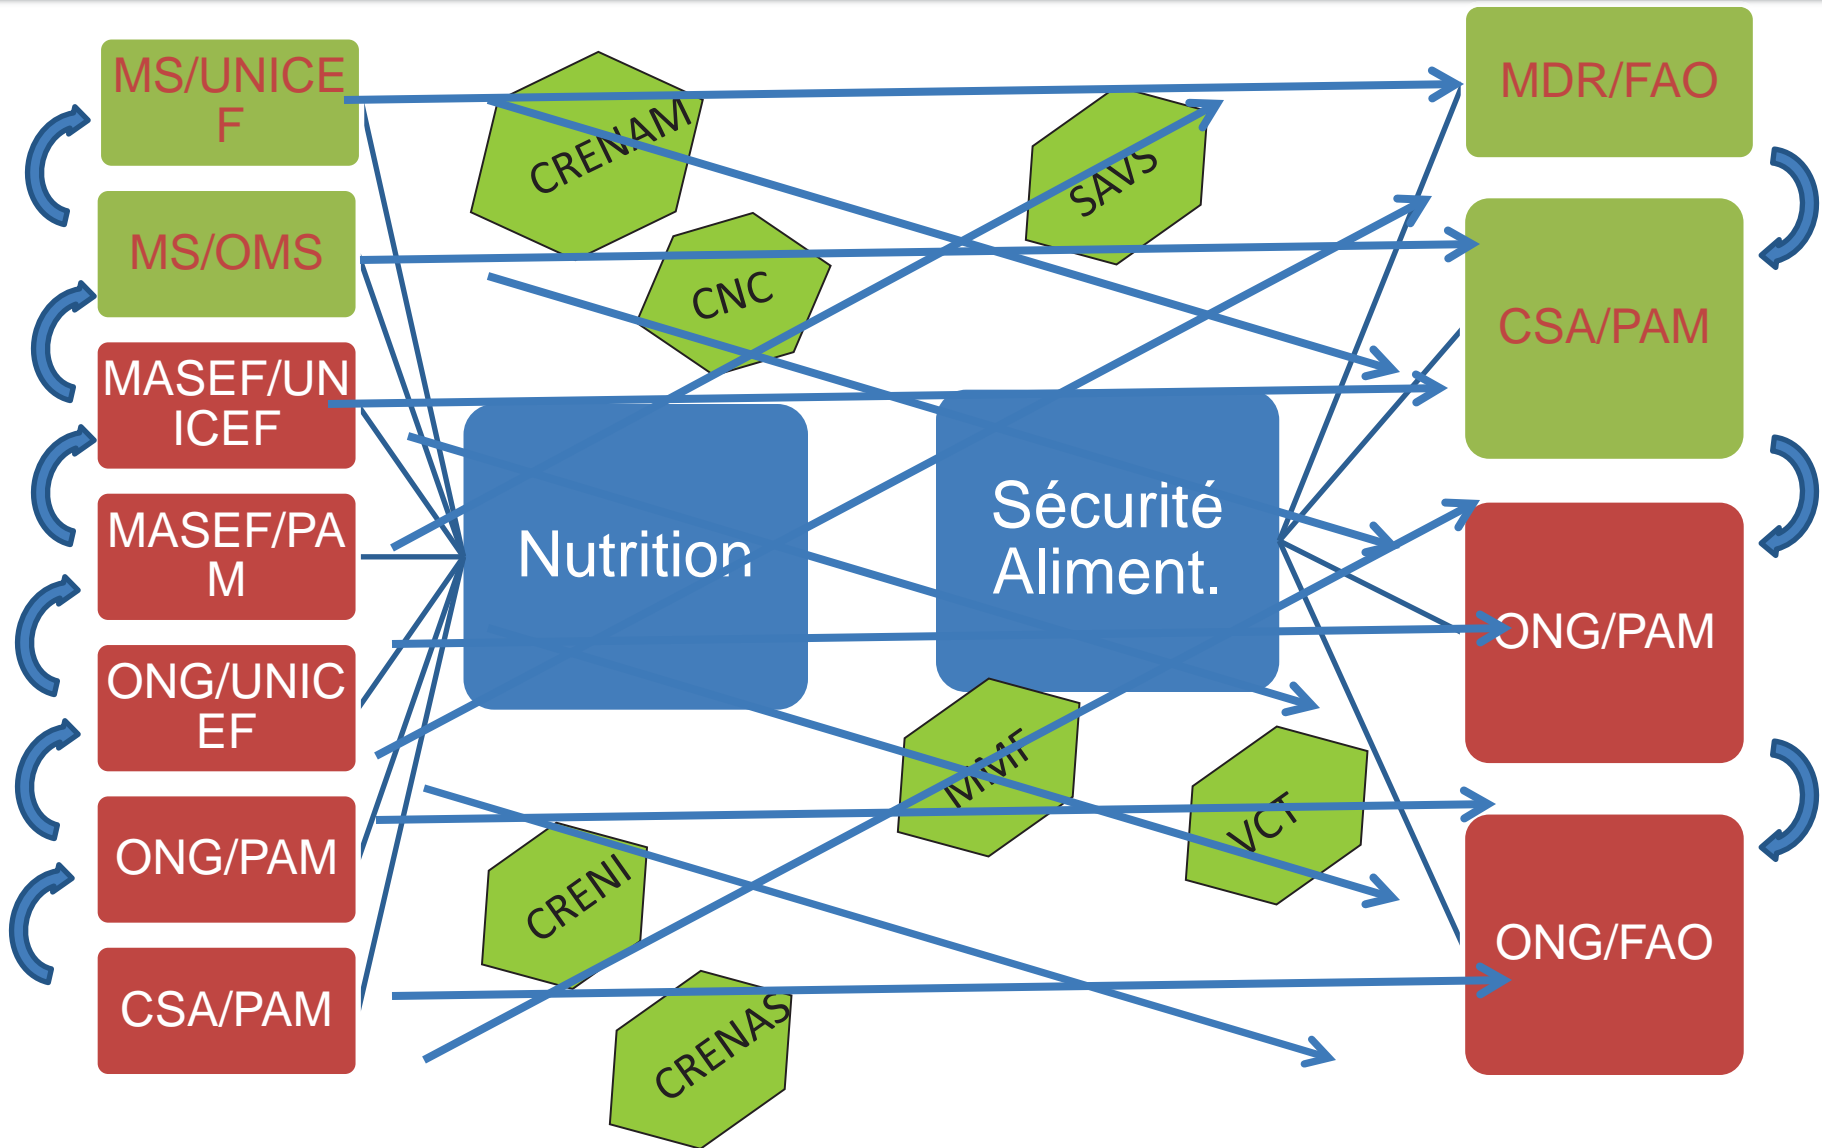 MS/UNICE
F
MS/OMS
MASEF/UN
ICEF
MASEF/PA
M
ONG/UNIC
EF
ONG/PAM
CSA/PAM
CRENAM
CNC
SAVS
Nutrition
Sécurité
Aliment.
MMF
VCT
CRENI
CRENAS
MDR/FAO
CSA/PAM
ONG/PAM
ONG/FAO